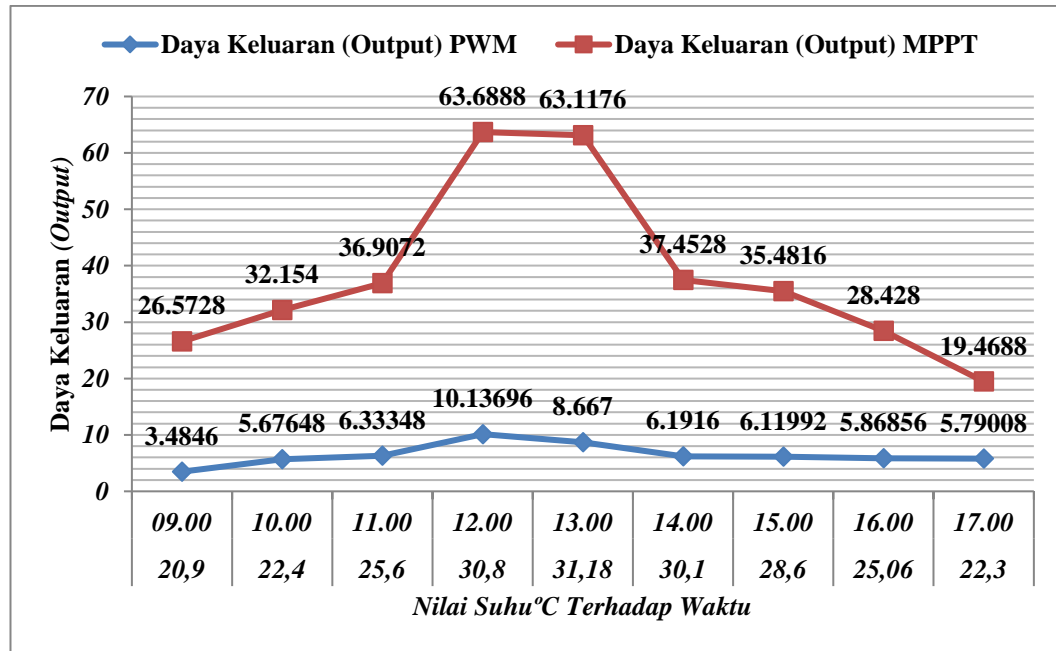 Daya Keluaran (Output) PWM Daya Keluaran (Output) MPPT
Daya Keluaran (Output)
70
60
50
40
30
20
10
0
26.5728 32.154 36.9072 63.6888 63.1176 37.4528 35.4816 28.428 19.4688
3.4846 5.67648 6.33348 10.13696 8.667 6.1916 6.11992 5.86856 5.79008
09.00 10.00 11.00 12.00 13.00 14.00 15.00 16.00 17.00
20,9 22,4 25,6 30,8 31,18 30,1 28,6 25,06 22,3
Nilai Suhu°C Terhadap Waktu